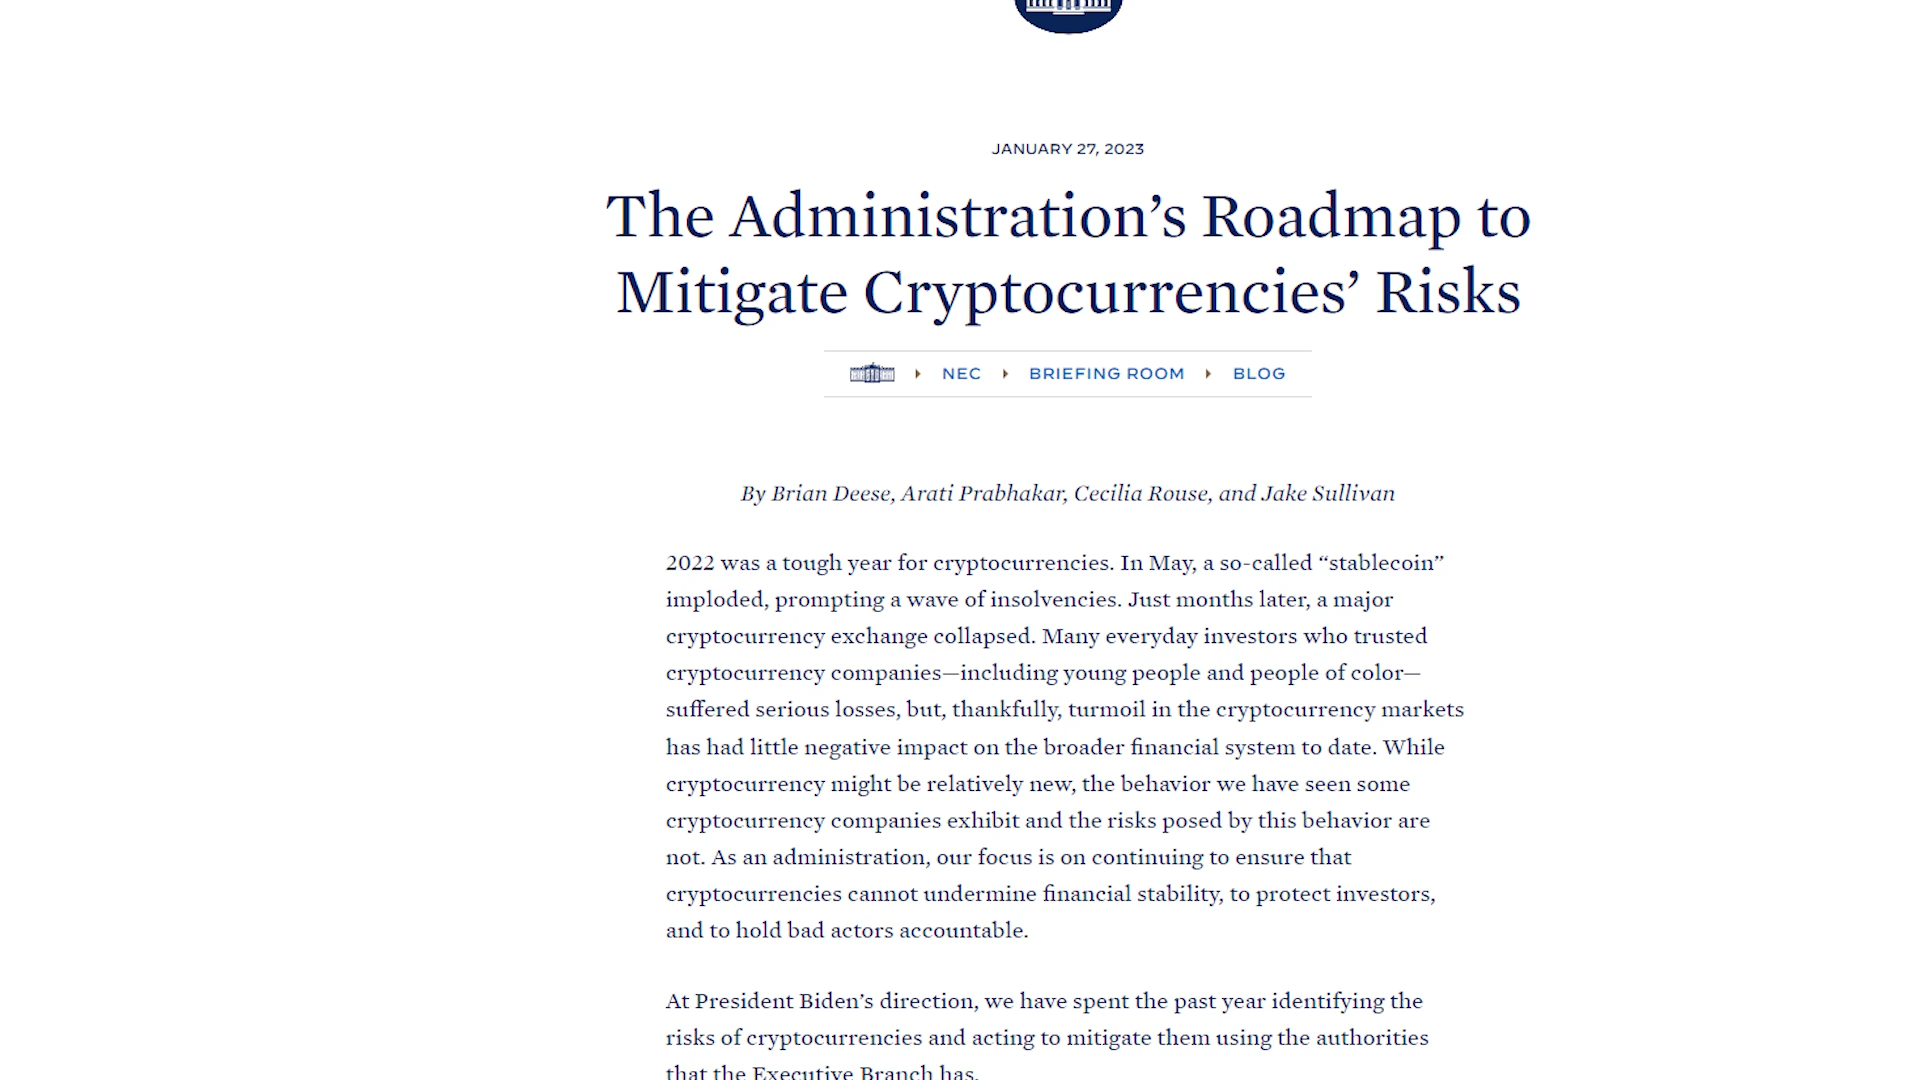 JANUARY 27, 2023
The Administration’s Roadmap to
Mitigate Cryptocurrencies’ Risks
NEC
BRIEFING ROOM
BLOG
By Brian Deese, Arati Prabhakar, Cecilia Rouse, and Jake Sullivan
2022 was a tough year for cryptocurrencies. In May, a so-called “stablecoin”
imploded, prompting a wave of insolvencies. Just months later, a major
cryptocurrency exchange collapsed. Many everyday investors who trusted
cryptocurrency companies—including young people and people of color—
suffered serious losses, but, thankfully, turmoil in the cryptocurrency markets
has had little negative impact on the broader financial system to date. While
cryptocurrency might be relatively new, the behavior we have seen some
cryptocurrency companies exhibit and the risks posed by this behavior are
not. As an administration, our focus is on continuing to ensure that
cryptocurrencies cannot undermine financial stability, to protect investors,
and to hold bad actors accountable.
At President Biden’s direction, we have spent the past year identifying the
risks of cryptocurrencies and acting to mitigate them using the authorities
that the Executive Branch has.